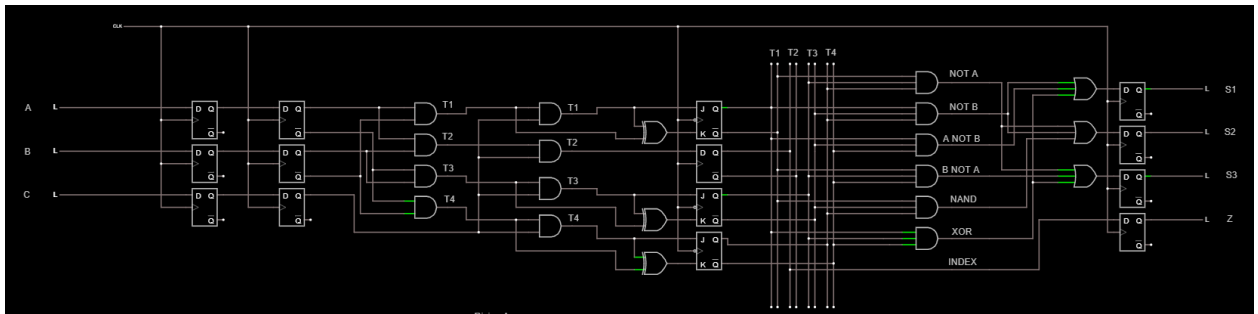 CLK
T1 T2 T3 T4
A L D Q Q D Q Q T1 T1 J Q K Q NOT A D Q Q L S1
B L D Q Q D Q Q T2 T2 D Q Q NOT B D Q Q L S2
C L D Q Q D Q Q T3 T3 J Q K Q A NOT B D Q Q L S3
T4 T4 J Q K Q B NOT A D Q Q L Z
NAND
XOR
INDEX